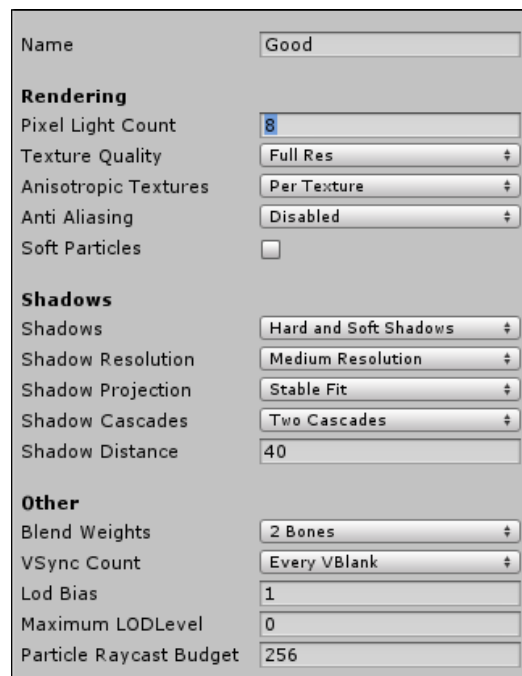 Name Good
Rendering
Pixel Light Count 8
Texture Quality Full Res
Anisotropic Textures Per Texture
Anti Aliasing Disabled
Soft Particles
Shadows
Shadows Hard and Soft Shadows
Shadow Resolution Medium Resolution
Shadow Projection Stable Fit
Shadow Cascades Two Cascades
Shadow Distance 40
Other
Blend Weights 2 Bones
VSync Count Every VBlank
Lod Bias 1
Maximum LODLevel 0
Particle Raycast Budget 256